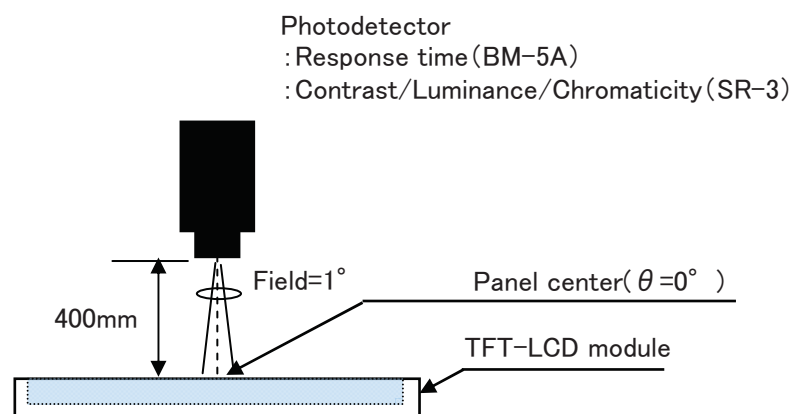 Photodetector
:Response time(BM-5A)
:Contrast/Luminance/Chromaticity(SR-3)
Field=1°
Panel center(θ=0° )
400mm
TFT-LCD module